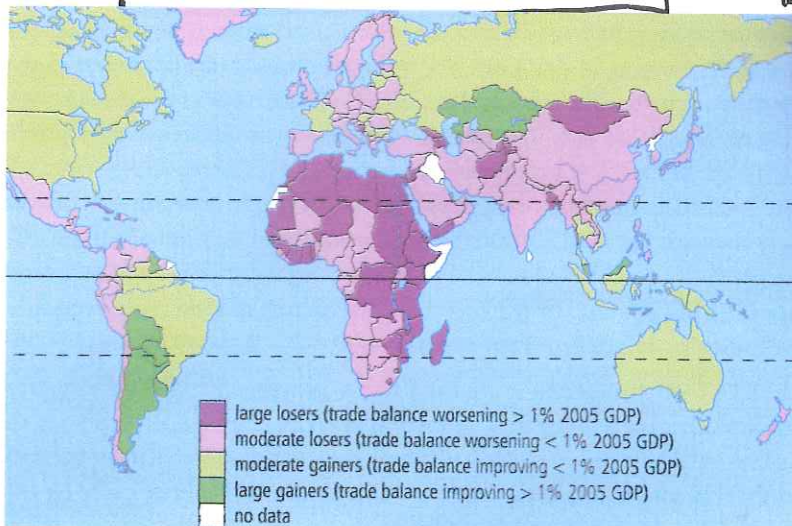 large losers (trade balance worsening > 1% 2005 GDP)
moderate losers (trade balance worsening < 1% 2005 GDP)
moderate gainers (trade balance improving < 1% 2005 GDP)
large gainers (trade balance improving > 1% 2005 GDP)
no data